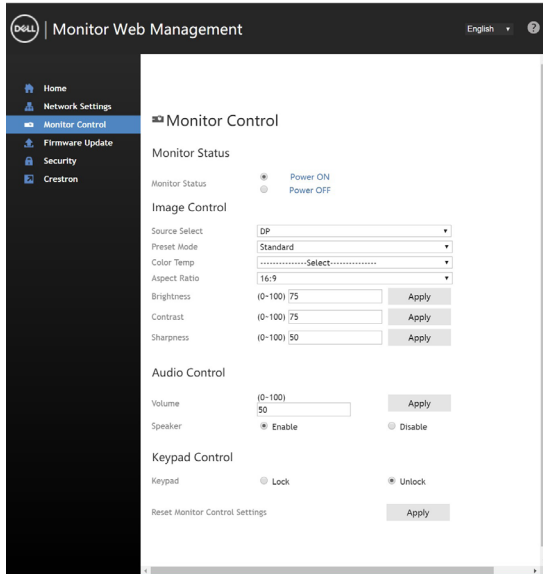 DELL | Monitor Web Management
English
?
Home
Network Settings
Monitor Control
Firmware Update
Security
Crestron
Monitor Control
Monitor Status
Monitor Status Power ON
Power OFF
Image Control
Source Select DP
Preset Mode Standard
Color Temp ---------------Select---------------
Aspect Ratio 16:9
Brightness (0~100) 75 Apply
Contrast (0~100) 75 Apply
Sharpness (0~100) 50 Apply
Audio Control
(0~100)
Volume 50 Apply
Speaker Enable Disable
Keypad Control
Keypad Lock Unlock
Reset Monitor Control Settings Apply